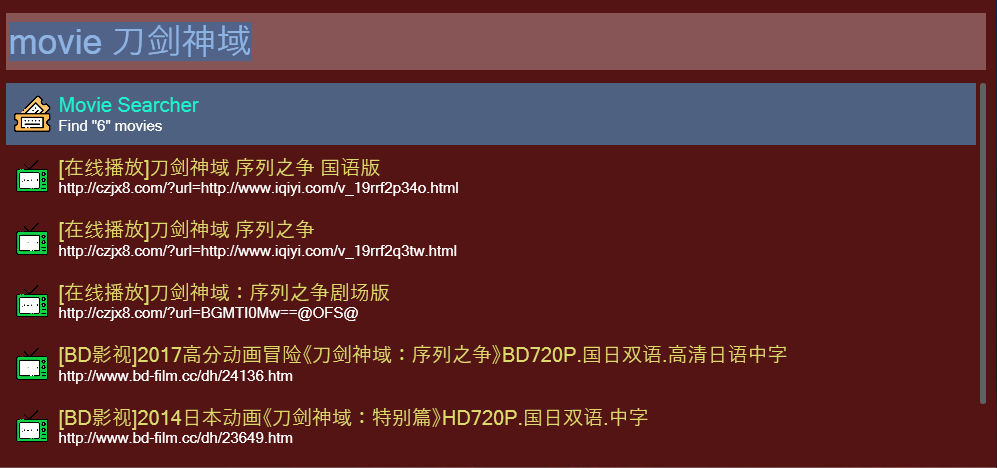 movie 刀剑神域
Movie Searcher
Find "6" movies
[在线播放]刀剑神域 序列之争 国语版
http://czjx8.com/?url=http://www.iqiyi.com/v_19rrf2p34o.html
[在线播放]刀剑神域 序列之争
http://czjx8.com/?url=http://www.iqiyi.com/v_19rrf2q3tw.html
[在线播放]刀剑神域：序列之争剧场版
http://czjx8.com/?url=BGMTI0Mw==@OFS@
[BD影视]2017高分动画冒险《刀剑神域：序列之争》BD720P.国日双语.高清日语中字
http://www.bd-film.cc/dh/24136.htm
[BD影视]2014日本动画《刀剑神域：特别篇》HD720P.国日双语.中字
http://www.bd-film.cc/dh/23649.htm